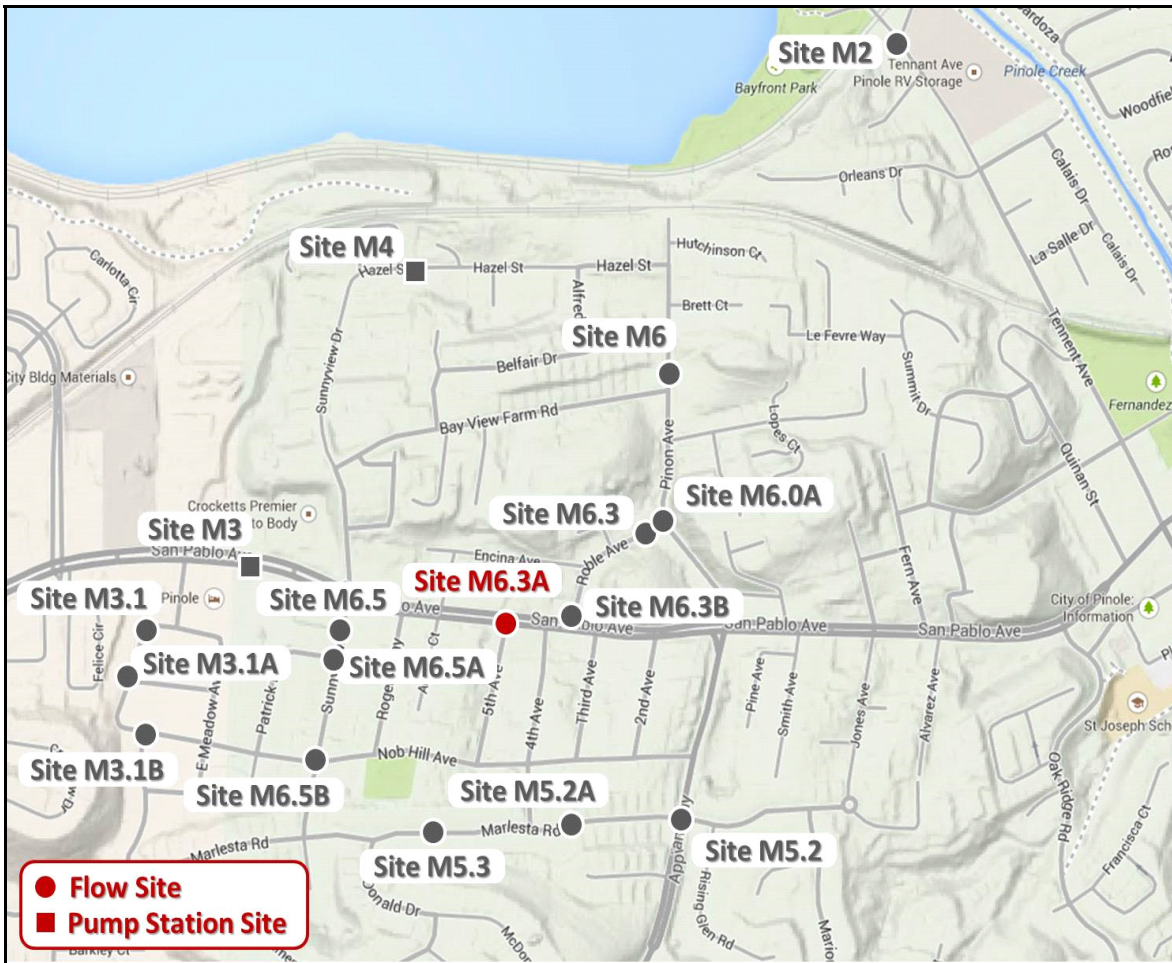 Site M2
Tennant Ave
Pinole RV Storage
Bayfront Park
Pinole Creek
Orleans Dr
Calais Dr
La Salle Dr
Calais Dr
Carlotta Cir
Site M4
Hazel St
Hazel St
Hutchinson Ct
Brett Ct
Le Fevre Way
Tennent Ave
Site M6
Belfair Dr
Sunnyview Dr
City Bldg Materials
Summit Dr
Fernandez
Bay View Farm Rd
Lopes Ct
Pinon Ave
Quinan St
Crocketts Premier
to Body
Site M6.0A
Site M6.3
Site M3
San Pablo Ave
Encina Ave
Roble Ave
Fern Ave
Site M6.3A
Site M3.1
Pinole
Site M6.5
Site M6.3B
San Pablo Ave
San Pablo Ave
San Pablo Ave
City of Pinole:
Information
Felice Cir
Site M3.1A
Site M6.5A
5th Ave
4th Ave
Third Ave
2nd Ave
Pine Ave
Smith Ave
Jones Ave
Alvarez Ave
St Joseph Sch
E Meadow Ave
Patrick
Nob Hill Ave
Site M3.1B
Site M6.5B
Site M5.2A
Oak Ridge Rd
Marlesta Rd
Marlesta Rd
Site M5.3
Site M5.2
Francisca Ct
Flow Site
Pump Station Site
Donald Dr
Rising Glen Rd
Barkley Ct